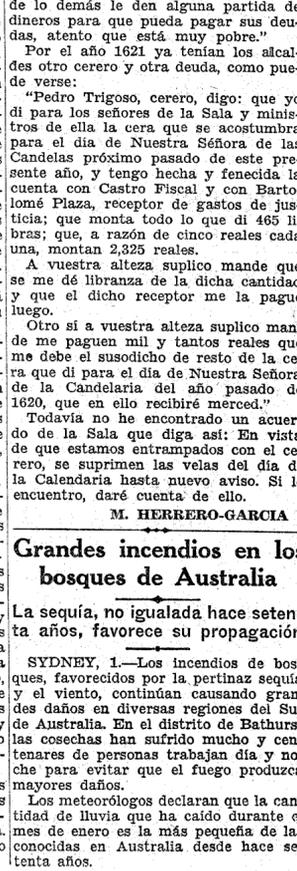 de lo demás le den alguna partida de
dineros para que pueda pagar sus deu-
das, atento que está muy pobre."
Por el año 1621 ya tenían los alcal-
des otro cerero y otra deuda, como pue-
de verse:
"Pedro Trigoso, cerero, digo: que yo
di para los señores de la Sala y minis-
tros de ella la cera que se acostumbra
para el día de Nuestra Séñora de las
Candelas próximo pasado de este pre-
sente año, y tengo hecha y fenecida la
cuenta con Castro Fiscal y con Barto-
lomé Plaza, receptor de gastos de jus-
ticia; que monta todo lo que di 465 li-
bras; que, a razón de cinco reales cada
una, montan 2,325 reales.
A vuestra alteza suplico mande que
se me dé libranza de la dicha cantidad
y que el dicho receptor me la pague
luego.
Otro sí a vuestra alteza suplico man-
de me paguen mil y tantos reales que
me debe el susodicho de resto de la ce-
ra que di para el día de Nuestra Señora
de la Candelaria del año pasado de
1620, que en ello recibiré merced."
Todavía no he encontrado un acuer-
do de la Sala que diga así: En vista
de que estamos entrampados con el ce-
rero, se suprimen las velas del día de
la Calendaria hasta nuevo aviso. Si lo
encuentro, daré cuenta de ello.
M. HERRERO-GARCIA
Grandes incendios en los
bosques de Australia
La sequía, no igualada hace seten-
ta años, favorece su propagación
SYDNEY, 1.—Los incendios de bos-
ques, favorecidos por la pertinaz sequía
y el viento, continúan causando gran-
des daños en diversas regiones del Sur
de Australia. En el distrito de Bathurst
las cosechas han sufrido mucho y cen-
tenares de personas trabajan día y no-
che para evitar que el fuego produzca
mayores daños.
Los meteorólogos declaran que la can-
tidad de lluvia que ha caído durante el
mes de enero es la más pequeña de las
conocidas en Australia desde hace se-
tenta años.